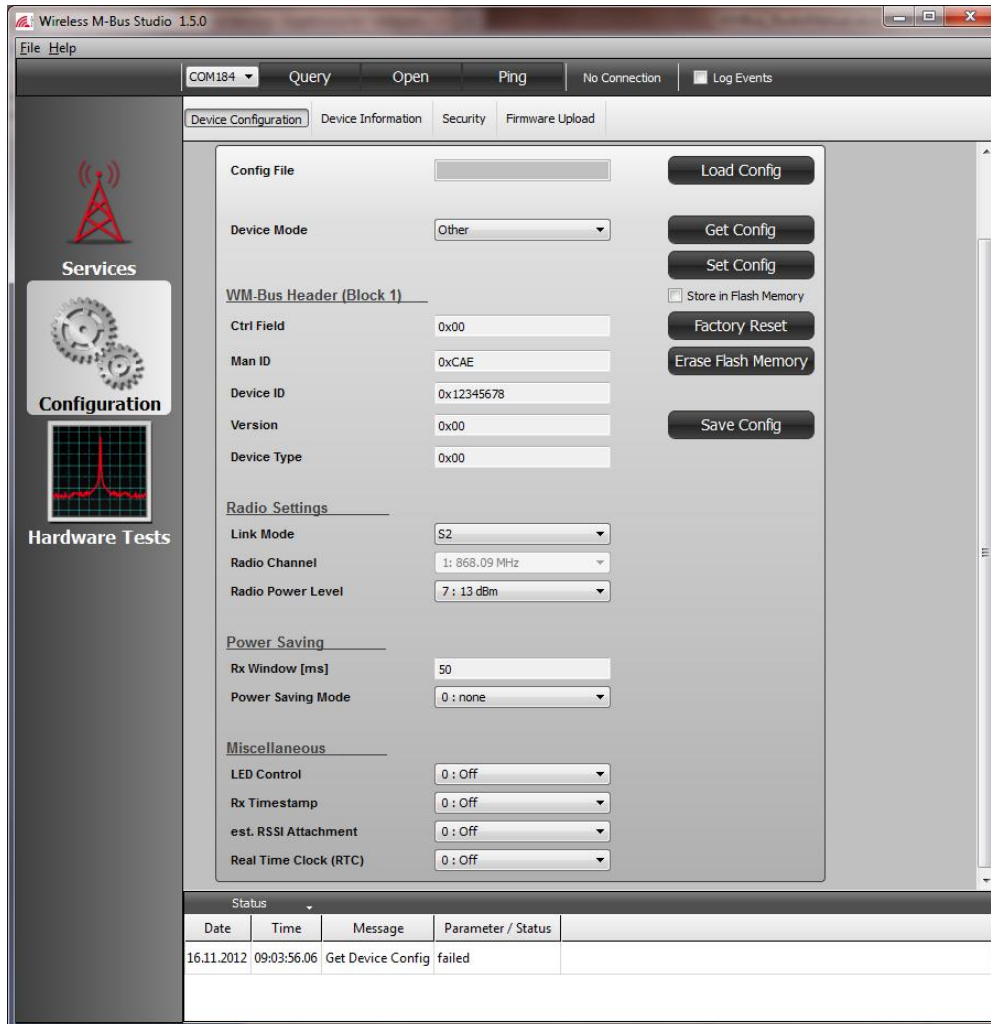 Wireless M-Bus Studio 1.5.0
File Help
COM184 Query Open Ping No Connection Log Events
Device Configuration Device Information Security Firmware Upload
Services
Configuration
Hardware Tests
Config File Load Config
Device Mode Other Get Config
Set Config
WM-Bus Header (Block 1) Store in Flash Memory
Ctrl Field 0x00 Factory Reset
Man ID 0xCAE Erase Flash Memory
Device ID 0x12345678
Version 0x00 Save Config
Device Type 0x00
Radio Settings
Link Mode S2
Radio Channel 1: 868.09 MHz
Radio Power Level 7 : 13 dBm
Power Saving
Rx Window [ms] 50
Power Saving Mode 0 : none
Miscellaneous
LED Control 0 : Off
Rx Timestamp 0 : Off
est. RSSI Attachment 0 : Off
Real Time Clock (RTC) 0 : Off
Status
Date Time Message Parameter / Status
16.11.2012 09:03:56.06 Get Device Config failed